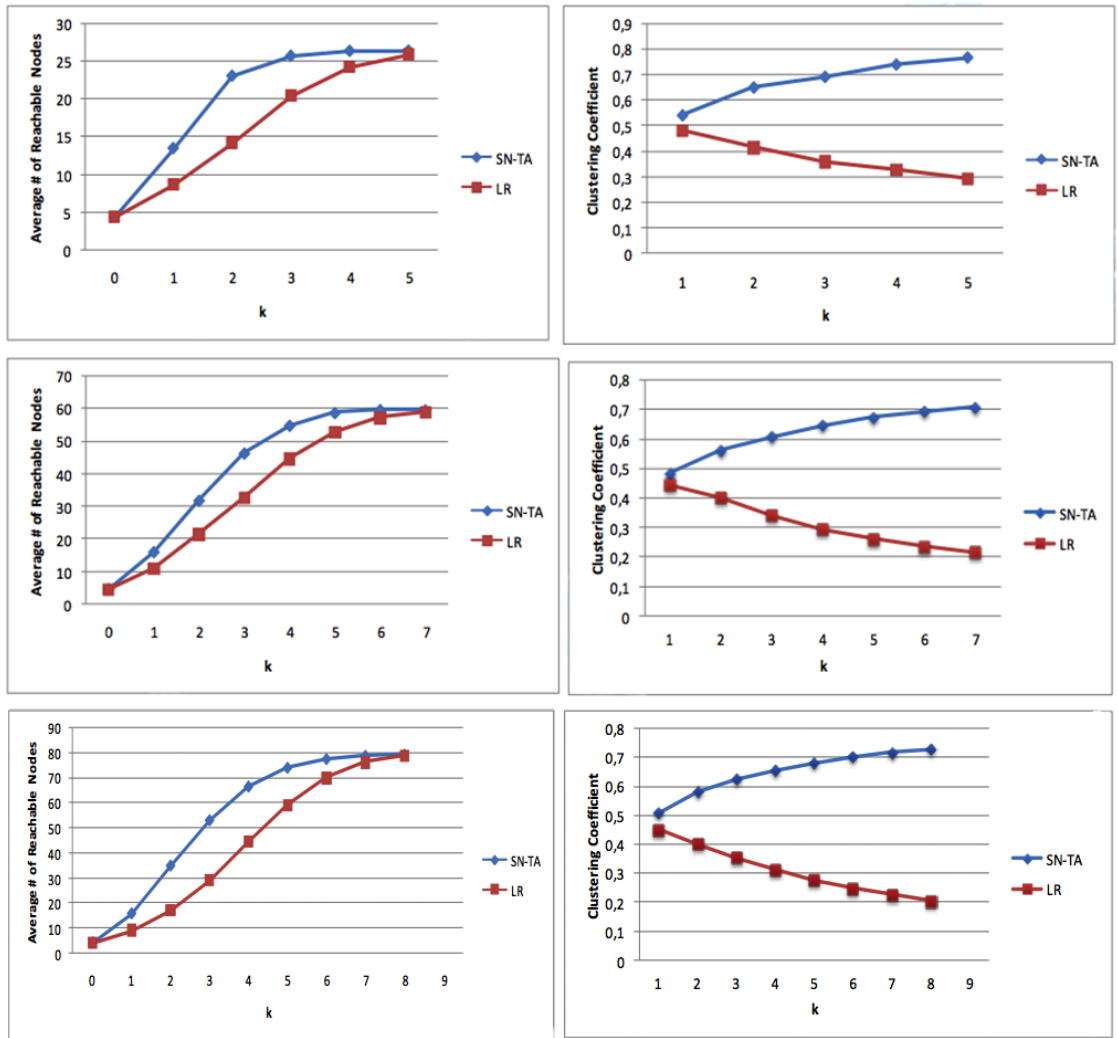 30
25
20
15
10
5
0
Average # of Reachable Nodes
0 1 2 3 4 5
k
SN-TA
LR
0,9
0,8
0,7
0,6
0,5
0,4
0,3
0,2
0,1
0
Clustering Coefficient
1 2 3 4 5
k
SN-TA
LR
70
60
50
40
30
20
10
0
Average # of Reachable Nodes
0 1 2 3 4 5 6 7
k
SN-TA
LR
0,8
0,7
0,6
0,5
0,4
0,3
0,2
0,1
0
Clustering Coefficient
1 2 3 4 5 6 7
k
SN-TA
LR
90
80
70
60
50
40
30
20
10
0
Average # of Reachable Nodes
0 1 2 3 4 5 6 7 8 9
k
SN-TA
LR
0,8
0,7
0,6
0,5
0,4
0,3
0,2
0,1
0
Clustering Coefficient
1 2 3 4 5 6 7 8 9
k
SN-TA
LR